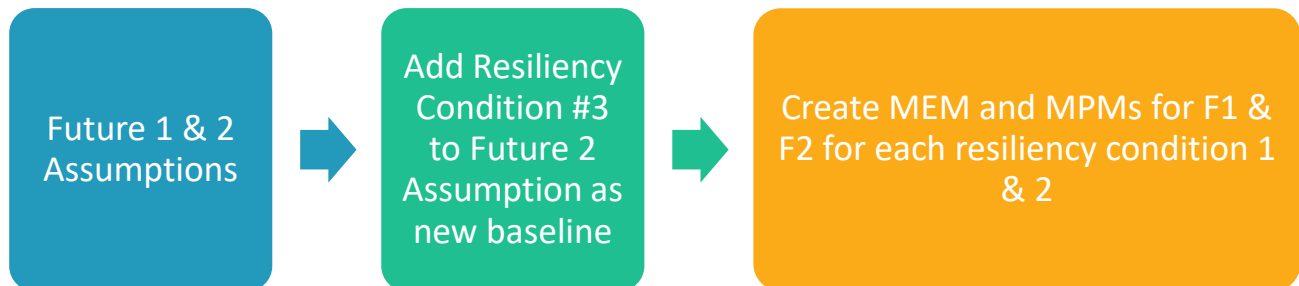 Future 1 & 2
Assumptions
Add Resiliency
Condition #3
to Future 2
Assumption as
new baseline
Create MEM and MPMs for F1 &
F2 for each resiliency condition 1
& 2